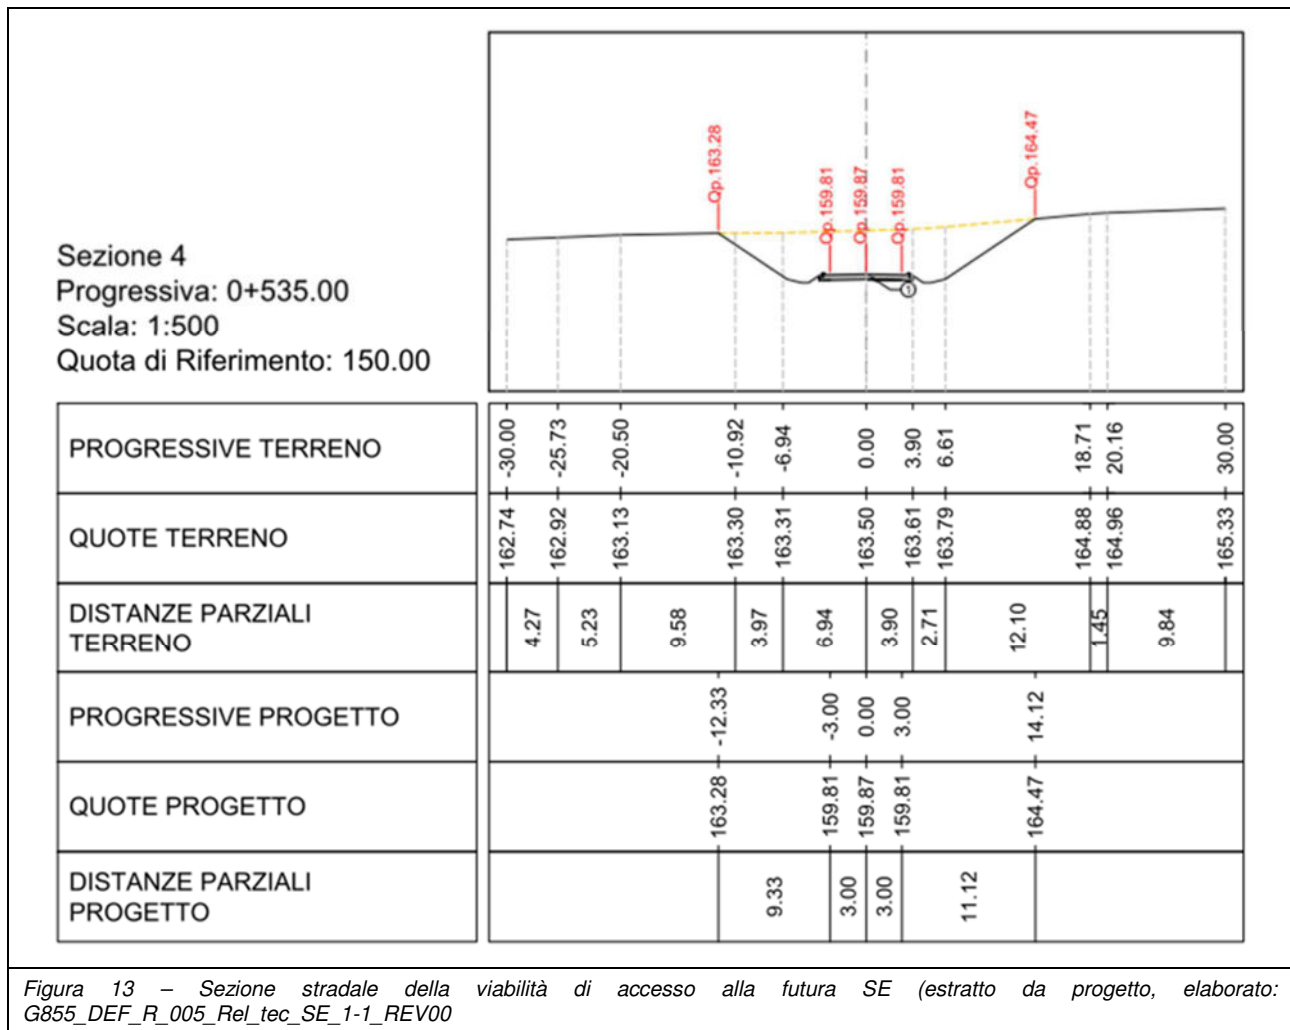 Qp.163.28
Qp.159.81
Qp.159.87
Qp.159.81
Qp.164.47
1
Sezione 4
Progressiva: 0+535.00
Scala: 1:500
Quota di Riferimento: 150.00
PROGRESSIVE TERRENO
-30.00 -25.73 -20.50 -10.92 -6.94 0.00 3.90 6.61 18.71 20.16 30.00
QUOTE TERRENO
162.74 162.92 163.13 163.30 163.31 163.50 163.61 163.79 164.88 164.96 165.33
DISTANZE PARZIALI
TERRENO
4.27 5.23 9.58 3.97 6.94 3.90 2.71 12.10 1.45 9.84
PROGRESSIVE PROGETTO
-12.33 -3.00 0.00 3.00 14.12
QUOTE PROGETTO
163.28 159.81 159.87 159.81 164.47
DISTANZE PARZIALI
PROGETTO
9.33 3.00 3.00 11.12
Figura 13 – Sezione stradale della viabilità di accesso alla futura SE (estratto da progetto, elaborato:
G855_DEF_R_005_Rel_tec_SE_1-1_REV00